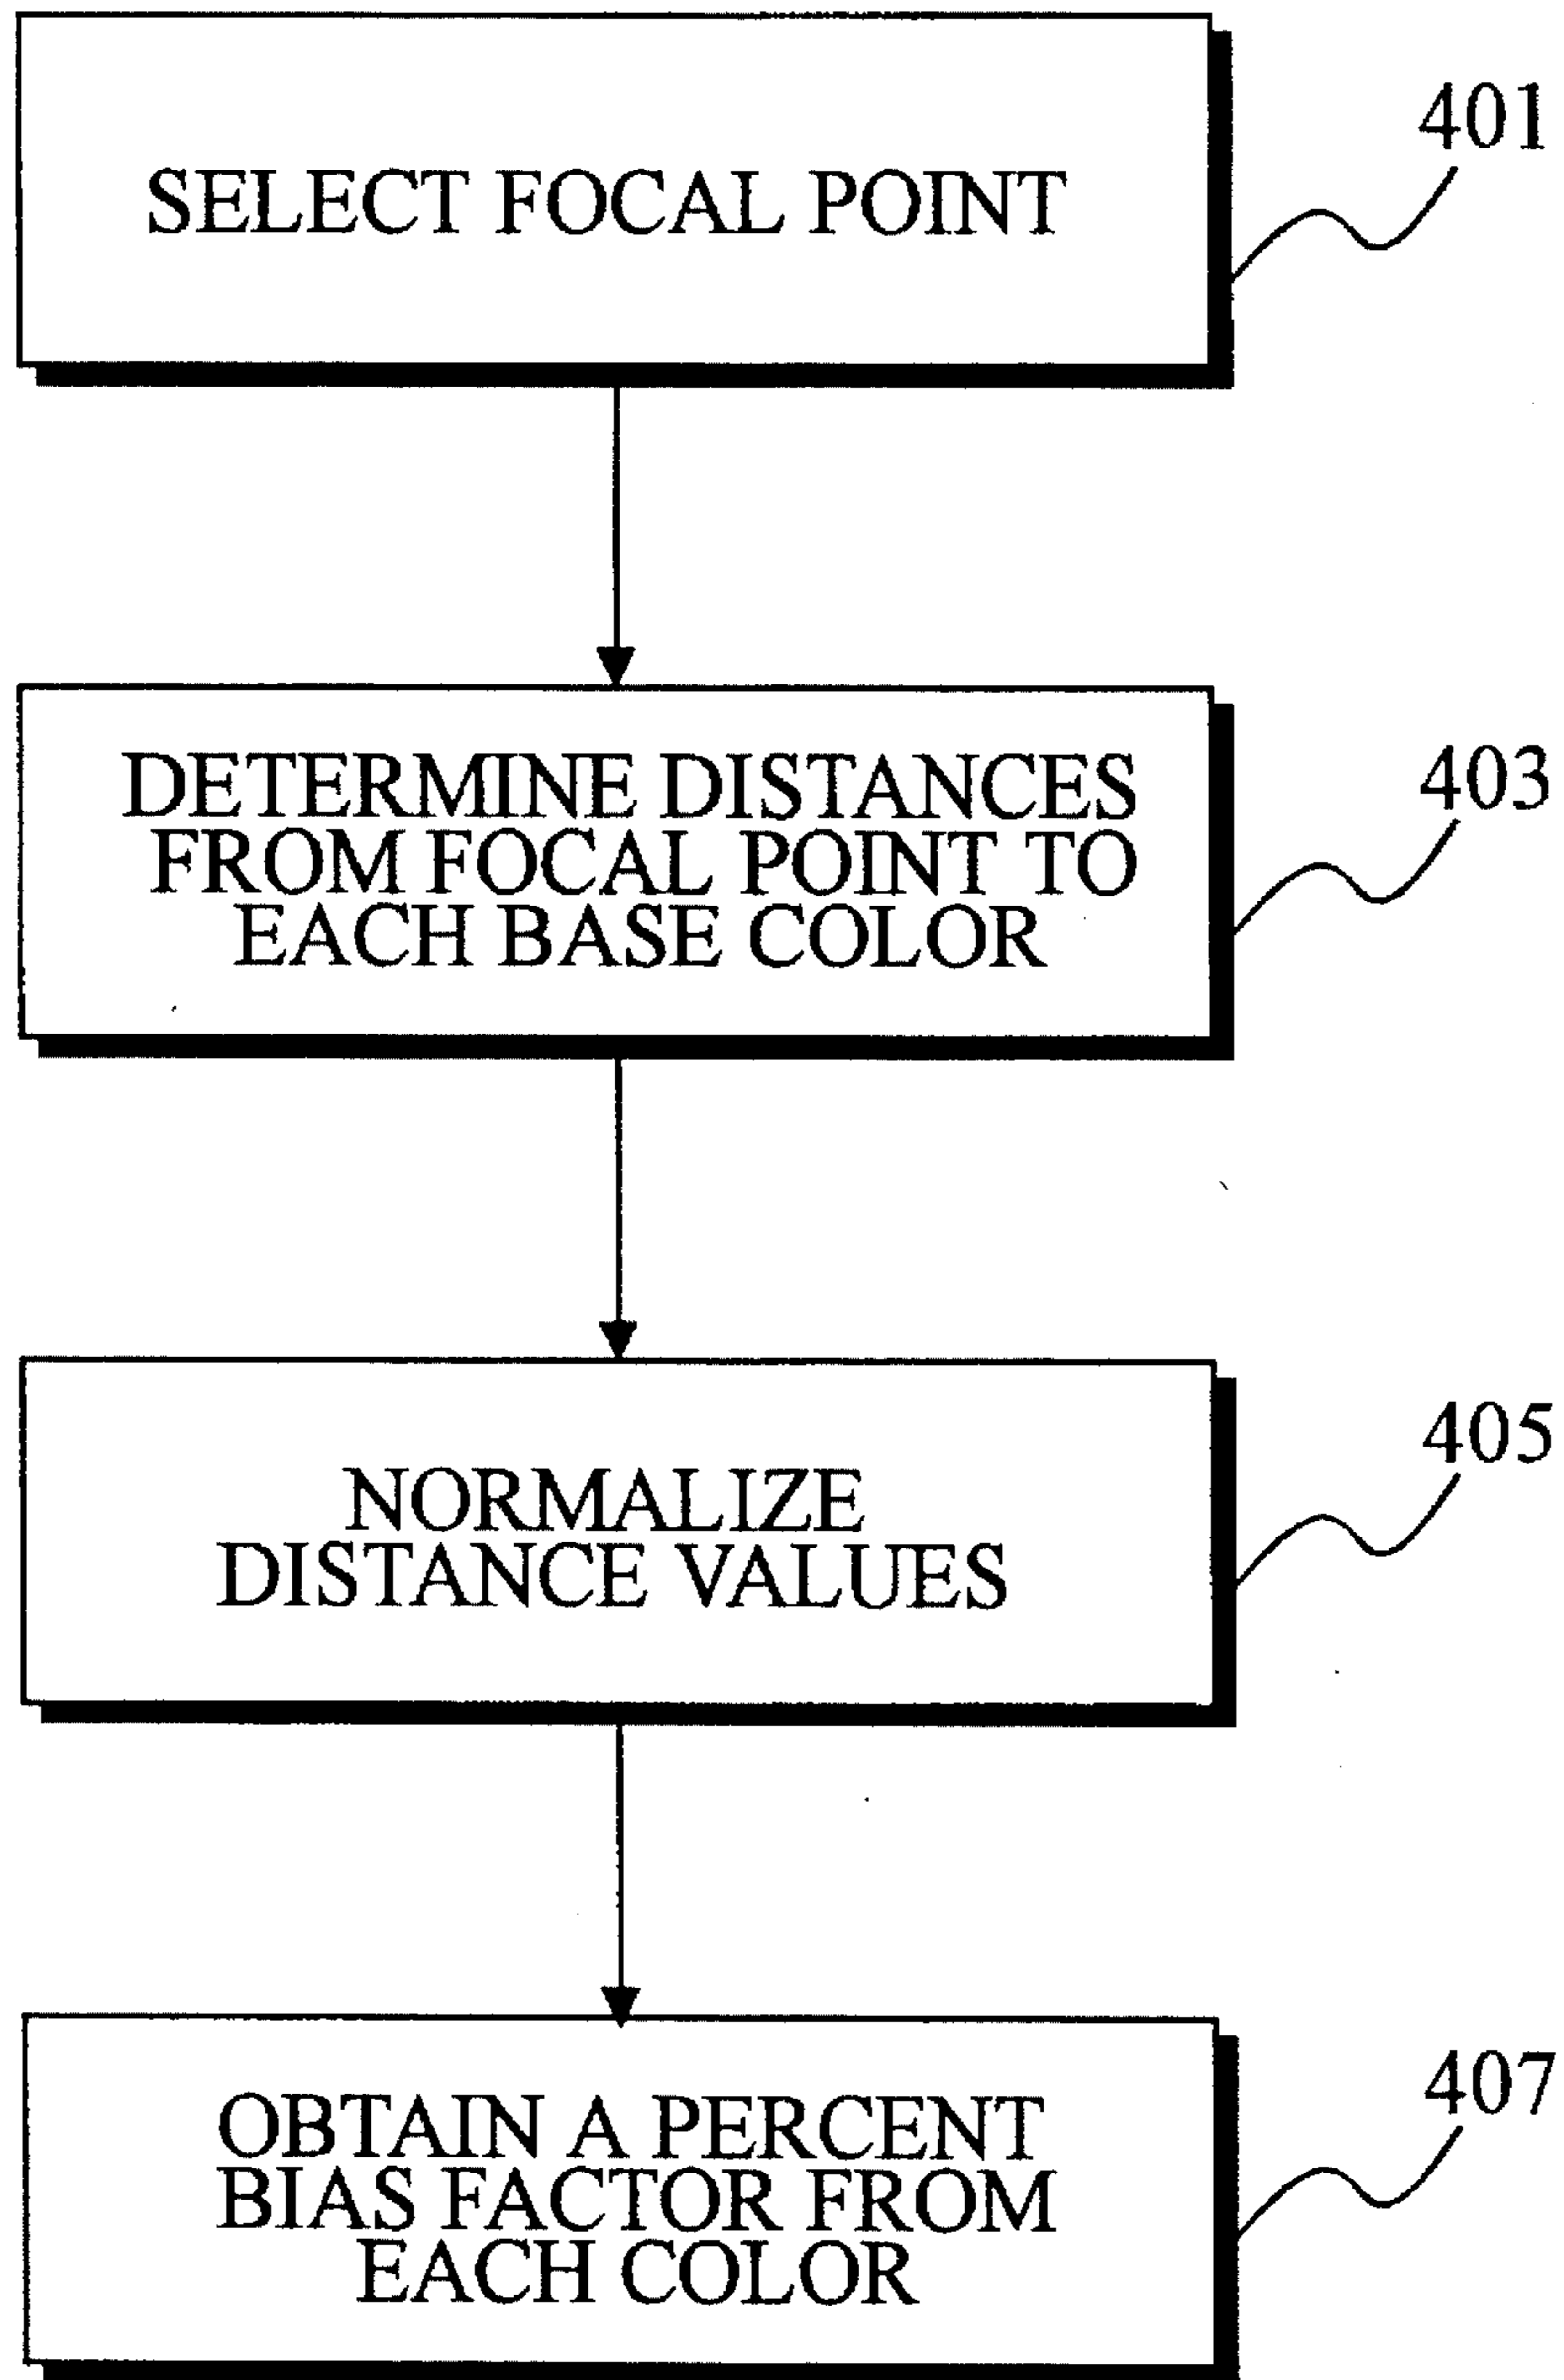 SELECT FOCAL POINT
401
DETERMINE DISTANCES
FROM FOCAL POINT TO
EACH BASE COLOR
403
NORMALIZE
DISTANCE VALUES
405
OBTAIN A PERCENT
BIAS FACTOR FROM
EACH COLOR
407